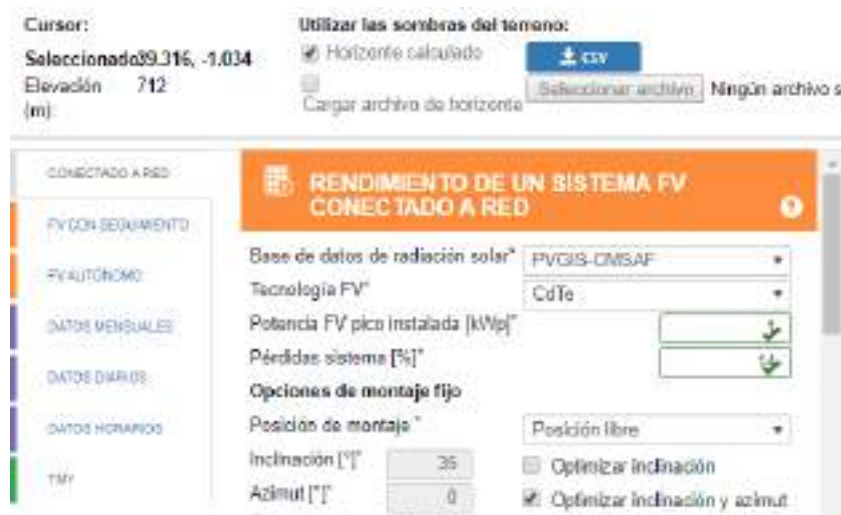 Cursor:
Utilizar las sombras del terreno:
Seleccionado39.316, -1.034
Horizonte calculado
csv
Elevación 712
(m):
Cargar archivo de horizonte
Seleccionar archivo Ningún archivo s
CONECTADO A RED
FV CON SEGUIMIENTO
FV AUTÓNOMO
DATOS MENSUALES
DATOS DIARIOS
DATOS HORARIOS
TMY
RENDIMIENTO DE UN SISTEMA FV
CONECTADO A RED
?
Base de datos de radiación solar* PVGIS-CMSAF
Tecnología FV* CdTe
Potencia FV pico instalada [kWp]*
Pérdidas sistema [%]*
Opciones de montaje fijo
Posición de montaje * Posición libre
Inclinación [°]* 35 Optimizar inclinación
Azimut [°]* 0 Optimizar inclinación y azimut